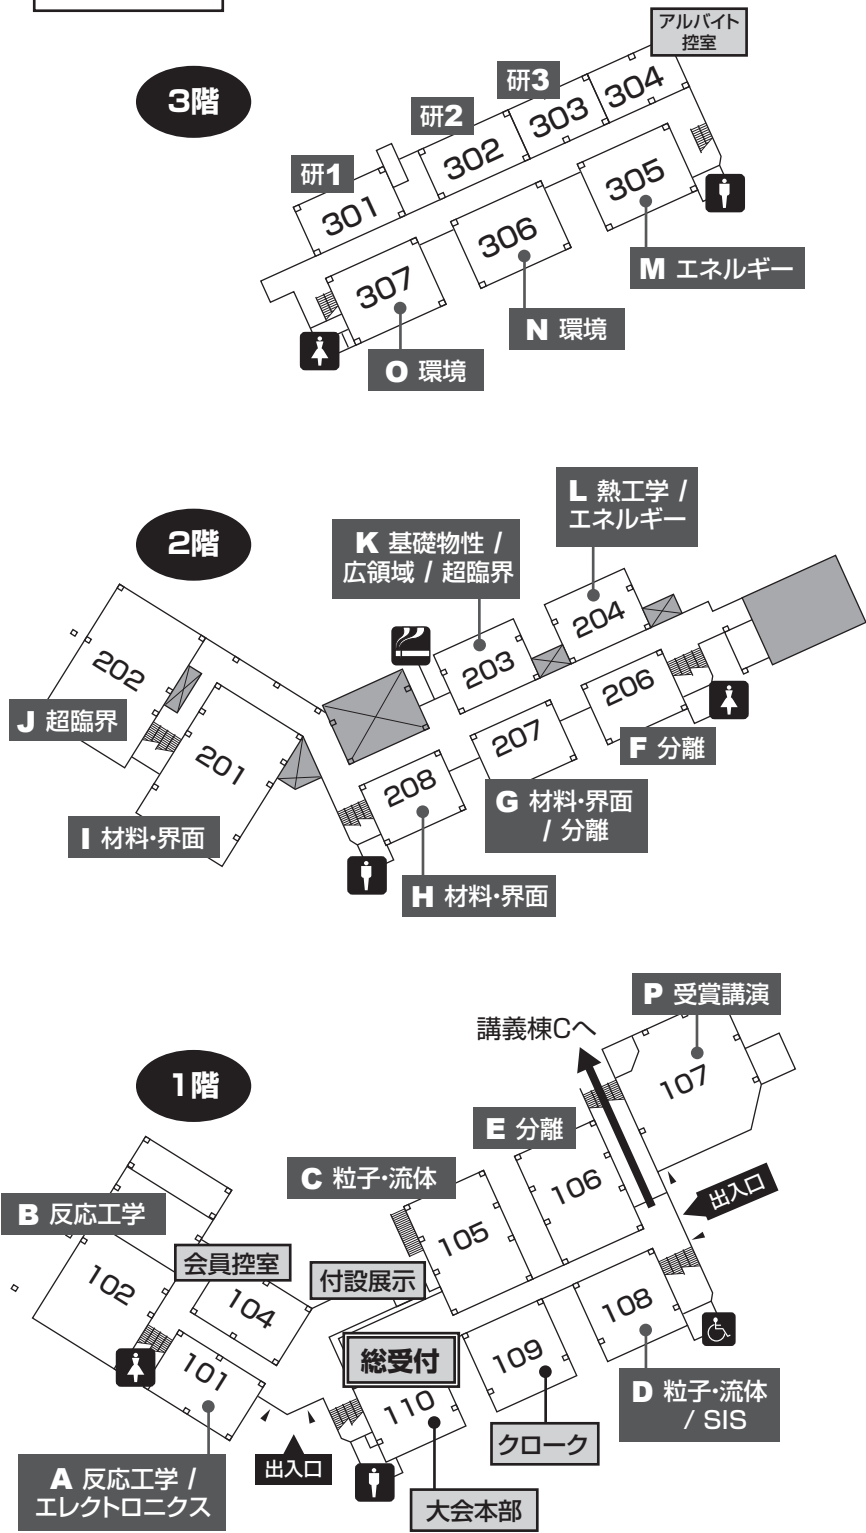 アルバイト
控室
3階
研3
304
303
研2
302
研1
301
305
306
307
M エネルギー
N 環境
O 環境
2階
L 熱工学 /
エネルギー
K 基礎物性 /
広領域 / 超臨界
204
203
202
206
J 超臨界
207
F 分離
201
208
G 材料・界面
/ 分離
I 材料・界面
H 材料・界面
P 受賞講演
講義棟Cへ
1階
107
E 分離
C 粒子・流体
106
出入口
B 反応工学
105
会員控室
付設展示
102
104
108
総受付
109
101
110
D 粒子・流体
/ SIS
クローク
出入口
A 反応工学 /
エレクトロニクス
大会本部